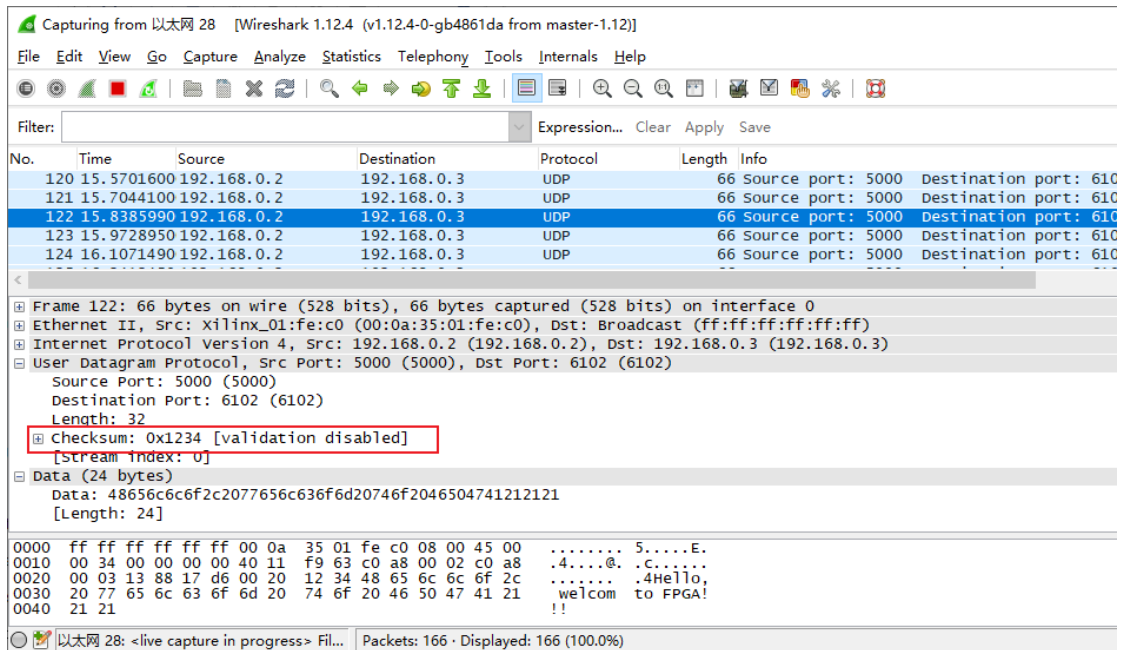 Capturing from 以太网 28 [Wireshark 1.12.4 (v1.12.4-0-gb4861da from master-1.12)]
File Edit View Go Capture Analyze Statistics Telephony Tools Internals Help
Filter: Expression... Clear Apply Save
No. Time Source Destination Protocol Length Info
120 15.5701600 192.168.0.2 192.168.0.3 UDP 66 Source port: 5000 Destination port: 610
121 15.7044100 192.168.0.2 192.168.0.3 UDP 66 Source port: 5000 Destination port: 610
122 15.8385990 192.168.0.2 192.168.0.3 UDP 66 Source port: 5000 Destination port: 610
123 15.9728950 192.168.0.2 192.168.0.3 UDP 66 Source port: 5000 Destination port: 610
124 16.1071490 192.168.0.2 192.168.0.3 UDP 66 Source port: 5000 Destination port: 610
Frame 122: 66 bytes on wire (528 bits), 66 bytes captured (528 bits) on interface 0
Ethernet II, Src: Xilinx_01:fe:c0 (00:0a:35:01:fe:c0), Dst: Broadcast (ff:ff:ff:ff:ff:ff)
Internet Protocol Version 4, Src: 192.168.0.2 (192.168.0.2), Dst: 192.168.0.3 (192.168.0.3)
User Datagram Protocol, Src Port: 5000 (5000), Dst Port: 6102 (6102)
Source Port: 5000 (5000)
Destination Port: 6102 (6102)
Length: 32
Checksum: 0x1234 [validation disabled]
[Stream index: 0]
Data (24 bytes)
Data: 48656c6c6f2c2077656c636f6d20746f2046504741212121
[Length: 24]
0000 ff ff ff ff ff ff 00 0a 35 01 fe c0 08 00 45 00 ........ 5.....E.
0010 00 34 00 00 00 00 40 11 f9 63 c0 a8 00 02 c0 a8 .4....@. .c......
0020 00 03 13 88 17 d6 00 20 12 34 48 65 6c 6c 6f 2c ....... .4Hello,
0030 20 77 65 6c 63 6f 6d 20 74 6f 20 46 50 47 41 21 welcom to FPGA!
0040 21 21 !!
以太网 28: <live capture in progress> Fil... Packets: 166 · Displayed: 166 (100.0%)